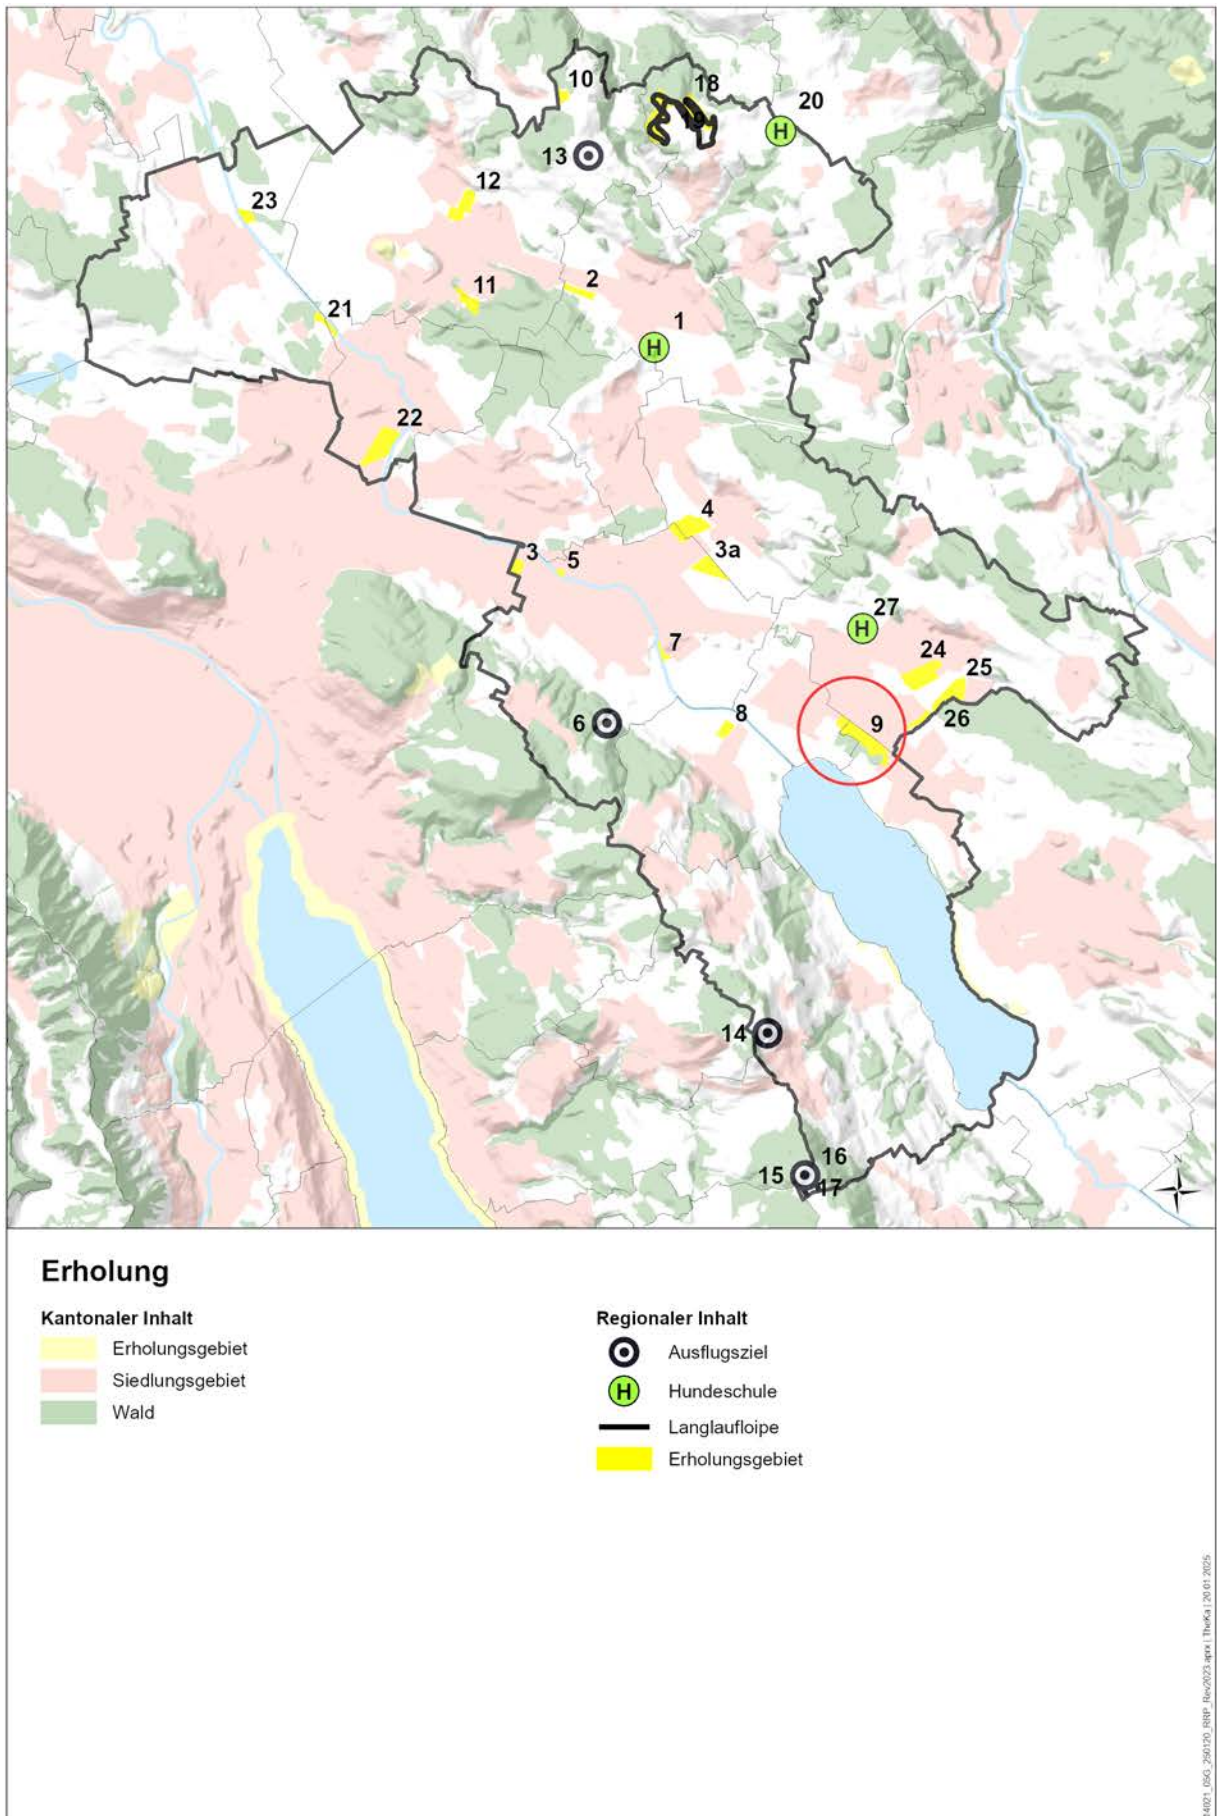 10
18
20
19
H
13
12
23
11
2
1
H
21
22
4
3a
3
5
27
H
24
25
7
26
6
8
9
14
16
15
17
N
Erholung
Kantonaler Inhalt
Erholungsgebiet
Siedlungsgebiet
Wald
Regionaler Inhalt
Ausflugsziel
H Hundeschule
Langlaufloipe
Erholungsgebiet